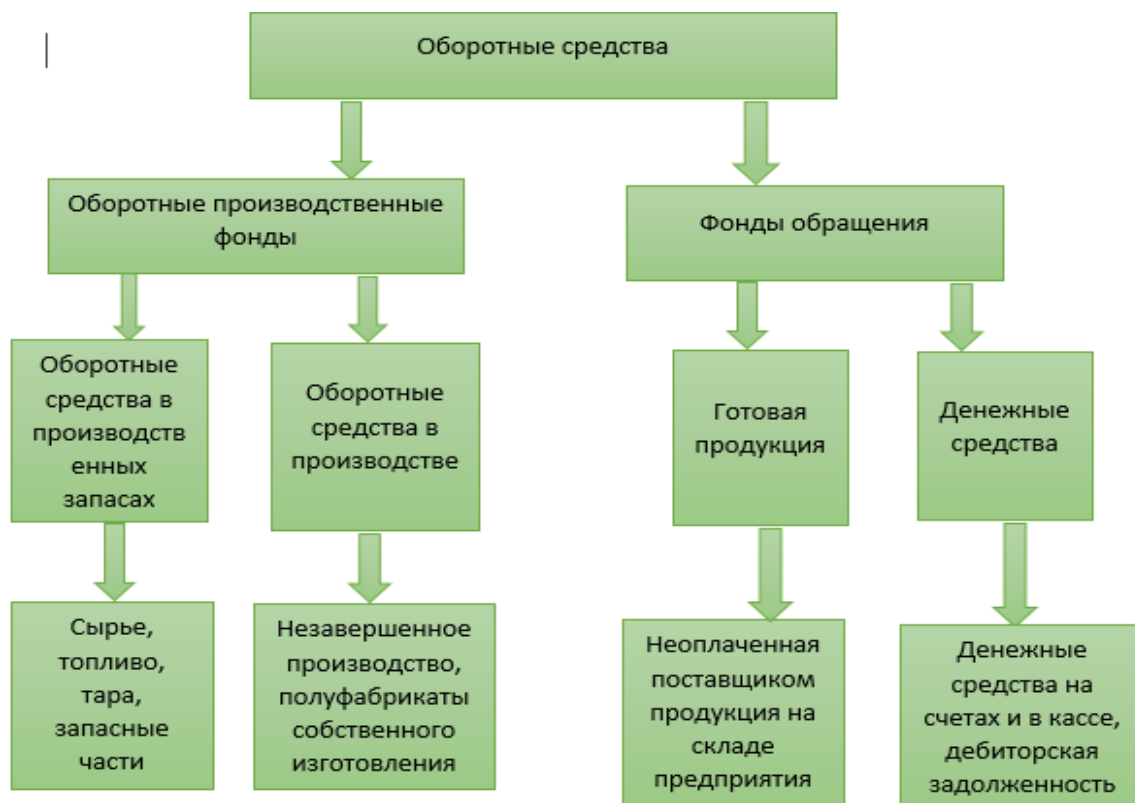 Оборотные средства
Оборотные производственные
фонды
Фонды обращения
Оборотные
средства в
производств
енных
запасах
Оборотные
средства в
производстве
Готовая
продукция
Денежные
средства
Сырье,
топливо,
тара,
запасные
части
Незавершенное
производство,
полуфабрикаты
собственного
изготовления
Неоплаченная
поставщиком
продукция на
складе
предприятия
Денежные
средства на
счетах и в кассе,
дебиторская
задолженность